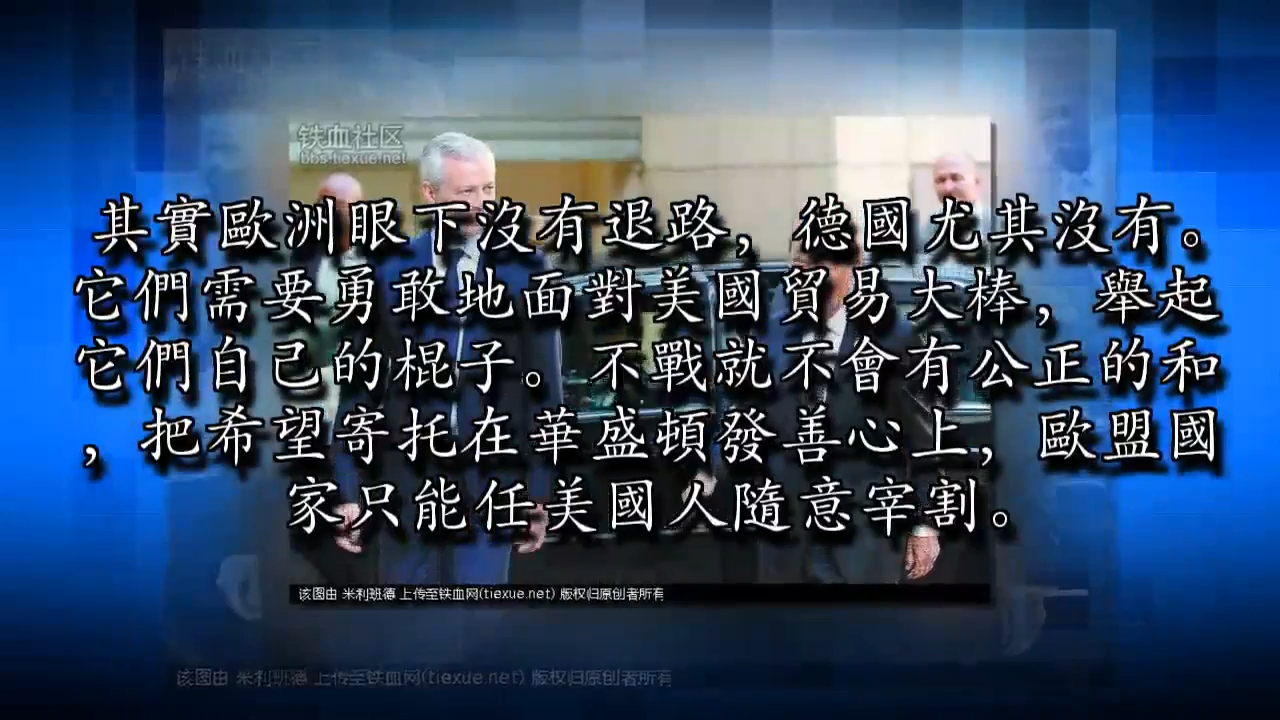 铁血社区
bbs.tiexue.net
其實歐洲眼下沒有退路，德國尤其沒有。
它們需要勇敢地面對美國貿易大棒，舉起
它們自己的棍子。不戰就不會有公正的和
，把希望寄托在華盛頓發善心上，歐盟國
家只能任美國人隨意宰割。
该图由 米利班德 上传至铁血网(tiexue.net) 版权归原创者所有
该图由 米利班德 上传至铁血网(tiexue.net) 版权归原创者所有